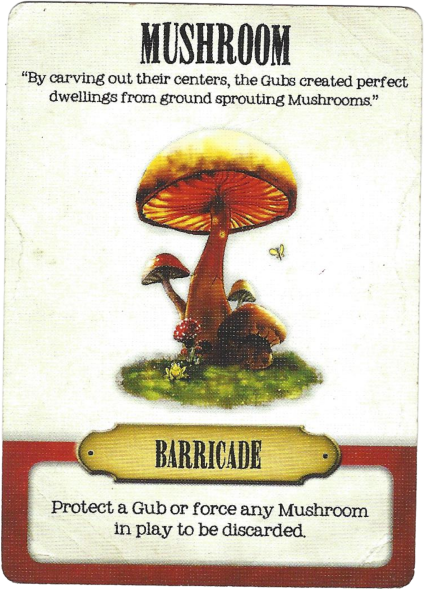 MUSHROOM
“By carving out their centers, the Gubs created perfect
dwellings from ground sprouting Mushrooms.”
BARRICADE
Protect a Gub or force any Mushroom
in play to be discarded.